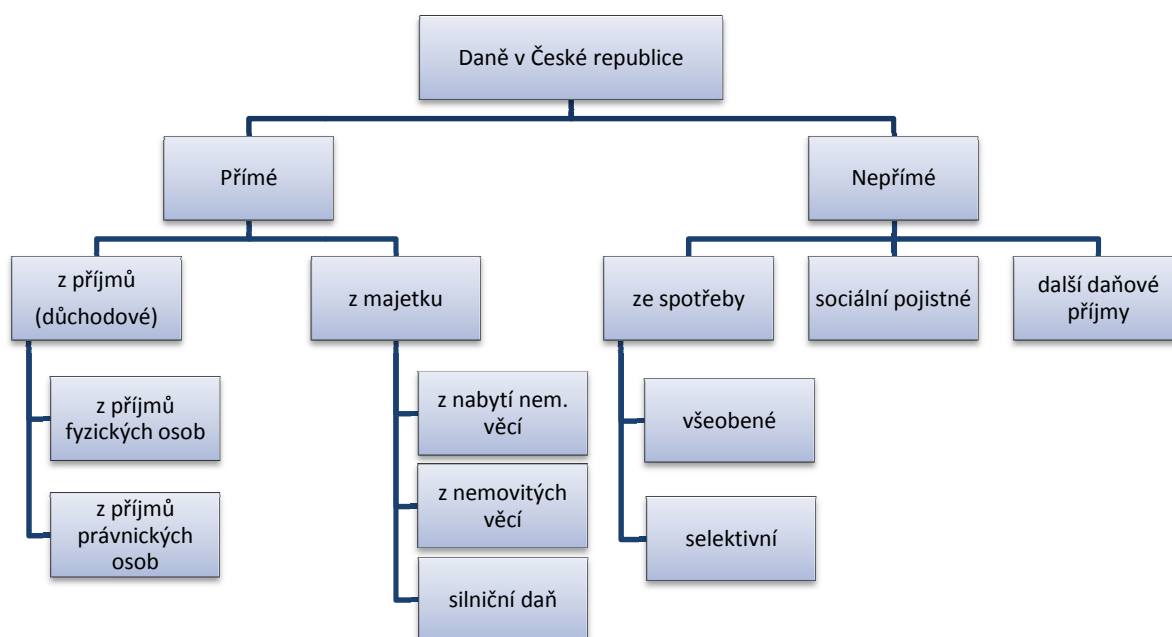 Daně v České republice
Přímé
Nepřímé
z příjmů
(důchodové)
z majetku
ze spotřeby
sociální pojistné
další daňové
příjmy
z příjmů
fyzických osob
z příjmů
právnických
osob
z nabytí nem.
věcí
z nemovitých
věcí
silniční daň
všeobené
selektivní